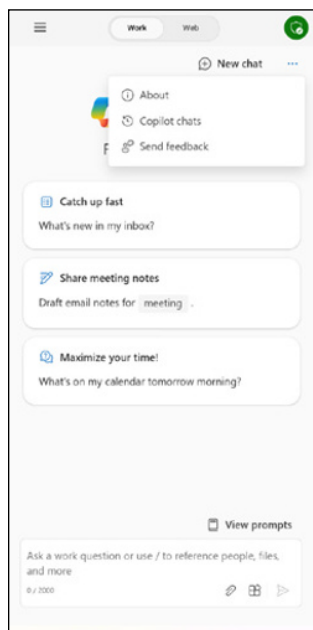 Work Web
New chat
About
Copilot chats
Send feedback
Catch up fast
What's new in my inbox?
Share meeting notes
Draft email notes for meeting .
Maximize your time!
What's on my calendar tomorrow morning?
View prompts
Ask a work question or use / to reference people, files,
and more
0 / 2000